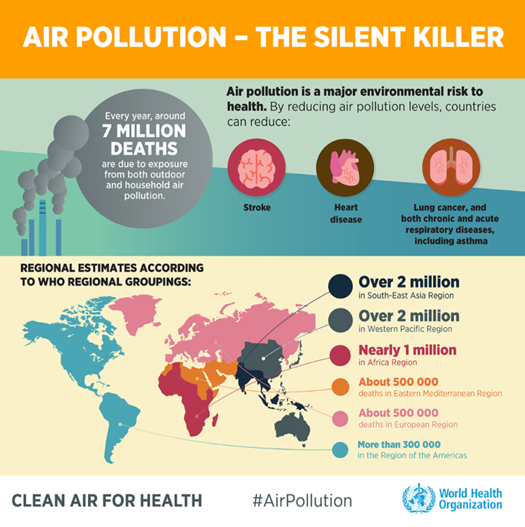 AIR POLLUTION – THE SILENT KILLER
Every year, around
7 MILLION
DEATHS
are due to exposure
from both outdoor
and household air
pollution.
Air pollution is a major environmental risk to
health. By reducing air pollution levels, countries
can reduce:
Stroke
Heart
disease
Lung cancer, and
both chronic and acute
respiratory diseases,
including asthma
REGIONAL ESTIMATES ACCORDING
TO WHO REGIONAL GROUPINGS:
Over 2 million
in South-East Asia Region
Over 2 million
in Western Pacific Region
Nearly 1 million
in Africa Region
About 500 000
deaths in Eastern Mediterranean Region
About 500 000
deaths in European Region
More than 300 000
in the Region of the Americas
CLEAN AIR FOR HEALTH
#AirPollution
World Health
Organization